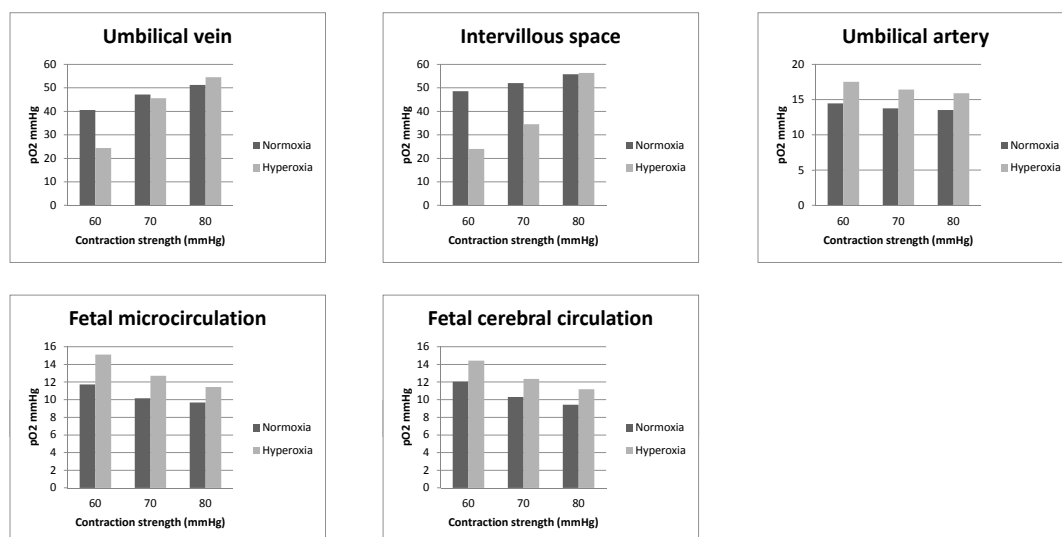 Umbilical vein
60
50
40
30
20
10
0
pO2 mmHg
60 70 80
Contraction strength (mmHg)
Normoxia
Hyperoxia
Intervillous space
60
50
40
30
20
10
0
pO2 mmHg
60 70 80
Contraction strength (mmHg)
Normoxia
Hyperoxia
Umbilical artery
20
15
10
5
0
pO2 mmHg
60 70 80
Contraction strength (mmHg)
Normoxia
Hyperoxia
Fetal microcirculation
16
14
12
10
8
6
4
2
0
pO2 mmHg
60 70 80
Contraction strength (mmHg)
Normoxia
Hyperoxia
Fetal cerebral circulation
16
14
12
10
8
6
4
2
0
pO2 mmHg
60 70 80
Contraction strength (mmHg)
Normoxia
Hyperoxia